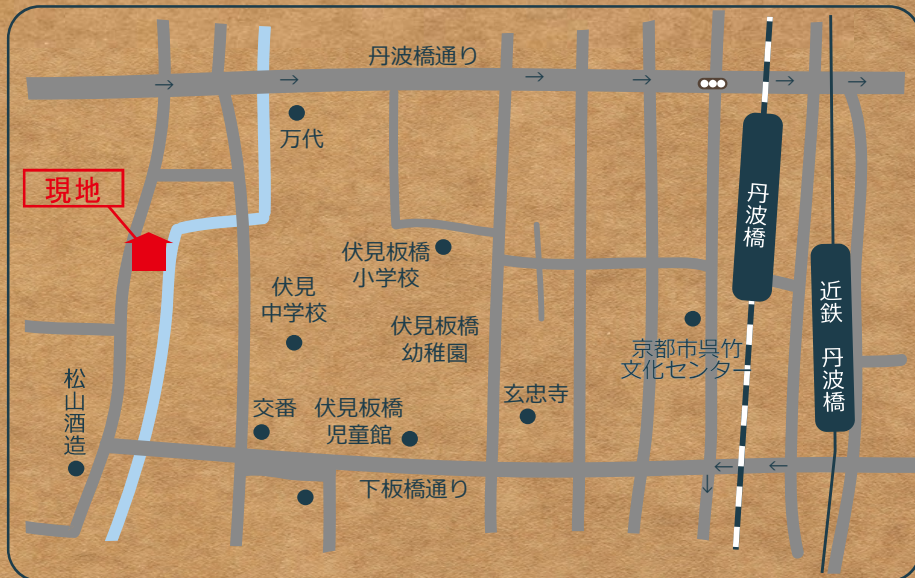 丹波橋通り
万代
現地
丹波橋
伏見板橋
小学校
伏見
中学校
伏見板橋
幼稚園
近鉄 丹波橋
京都市呉竹
文化センター
松山酒造
交番
伏見板橋
児童館
玄忠寺
下板橋通り